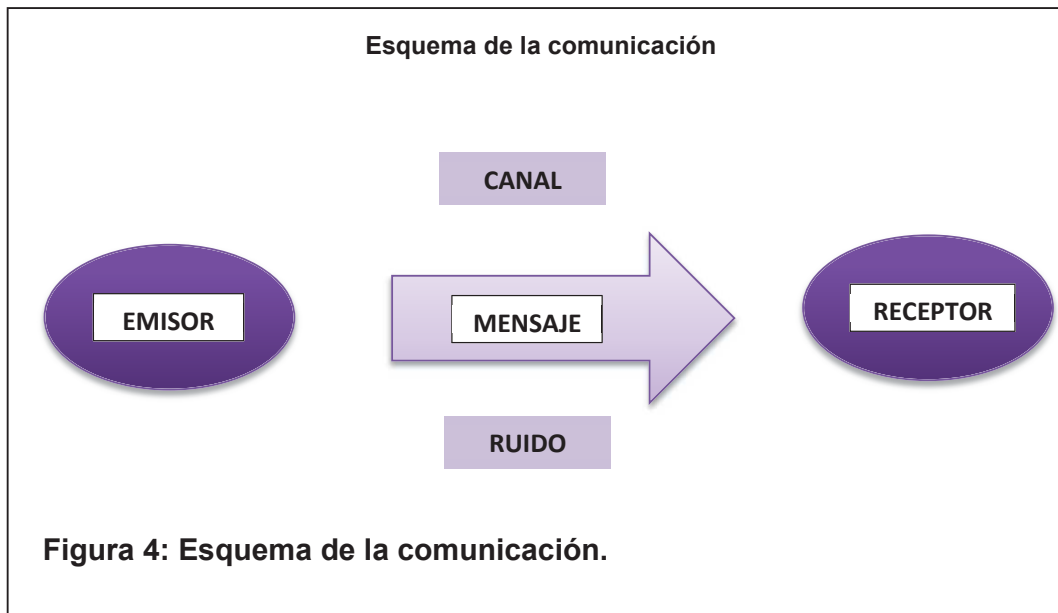 Esquema de la comunicación
CANAL
EMISOR
MENSAJE
RECEPTOR
RUIDO
Figura 4: Esquema de la comunicación.